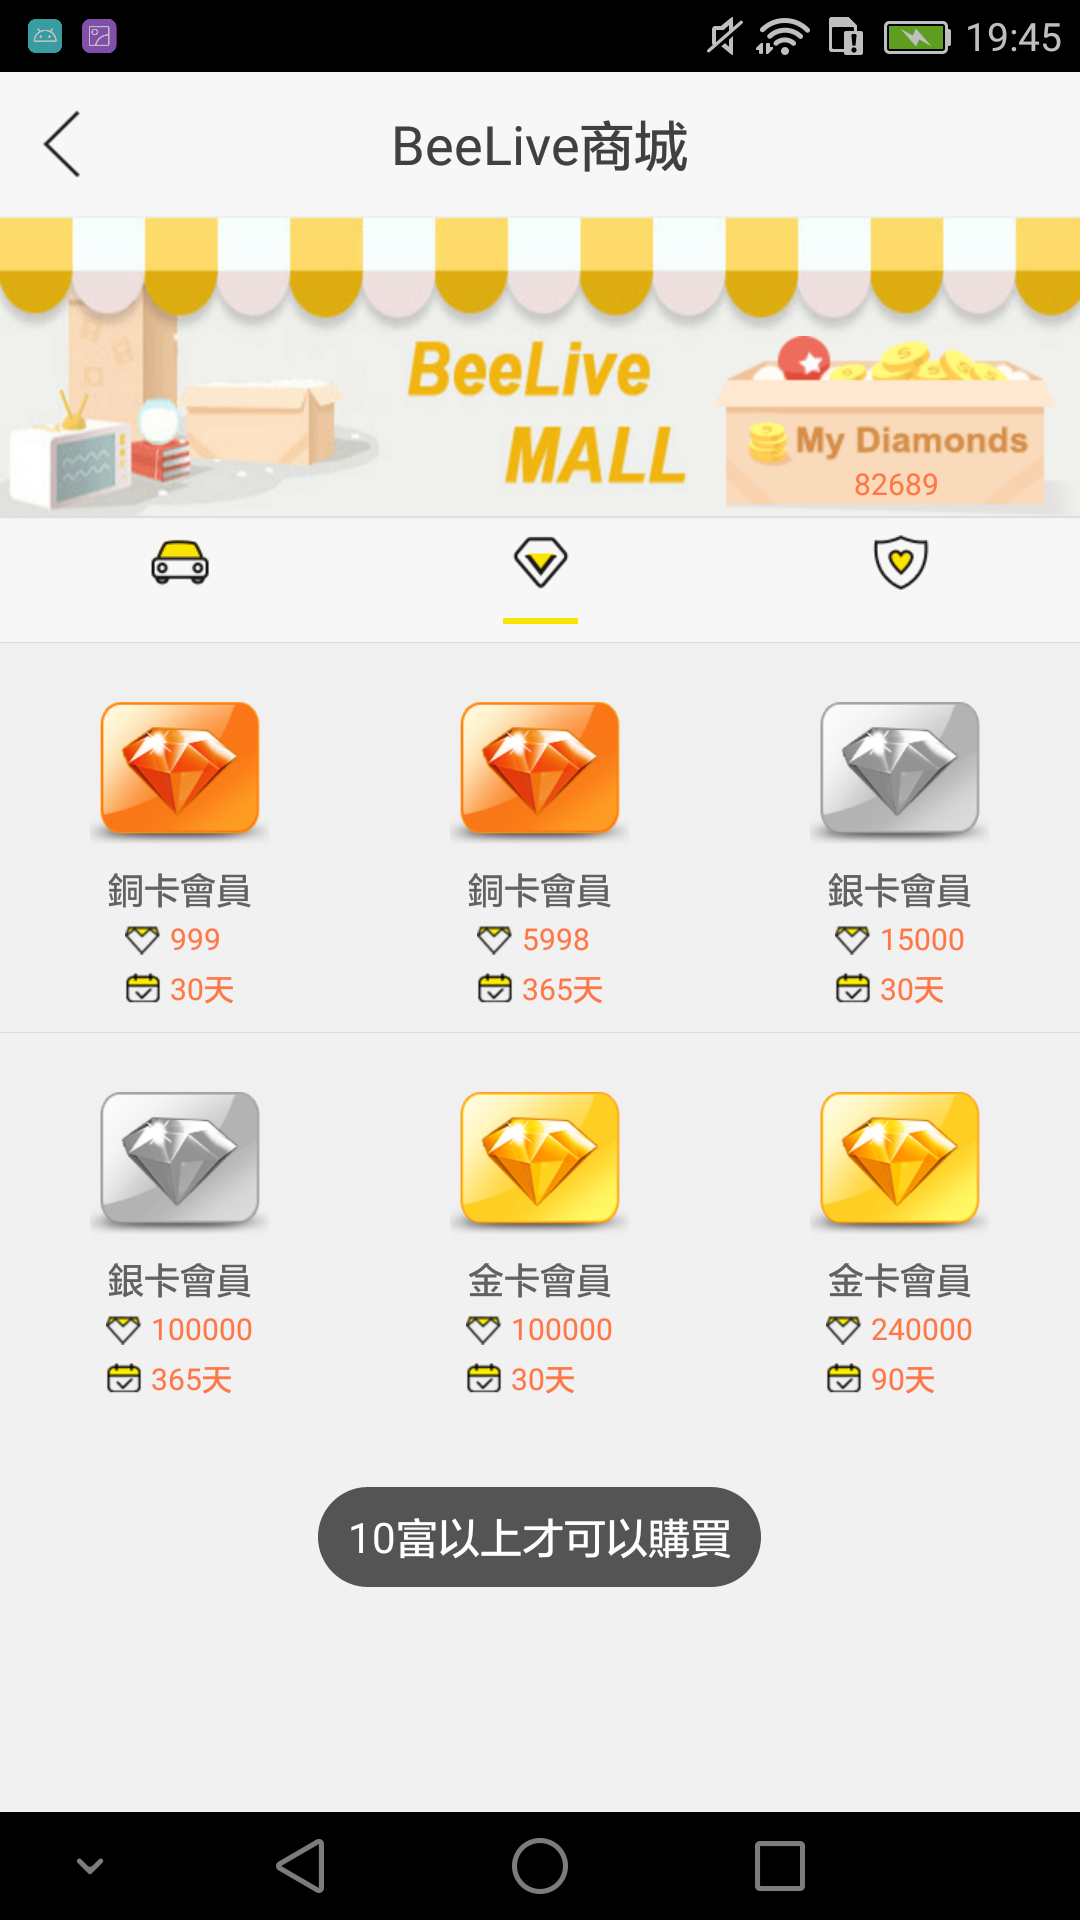 19:45
BeeLive商城
BeeLive
MALL
My Diamonds
82689
銅卡會員
銅卡會員
銀卡會員
999
5998
15000
30天
365天
30天
銀卡會員
金卡會員
金卡會員
100000
100000
240000
365天
30天
90天
10富以上才可以購買